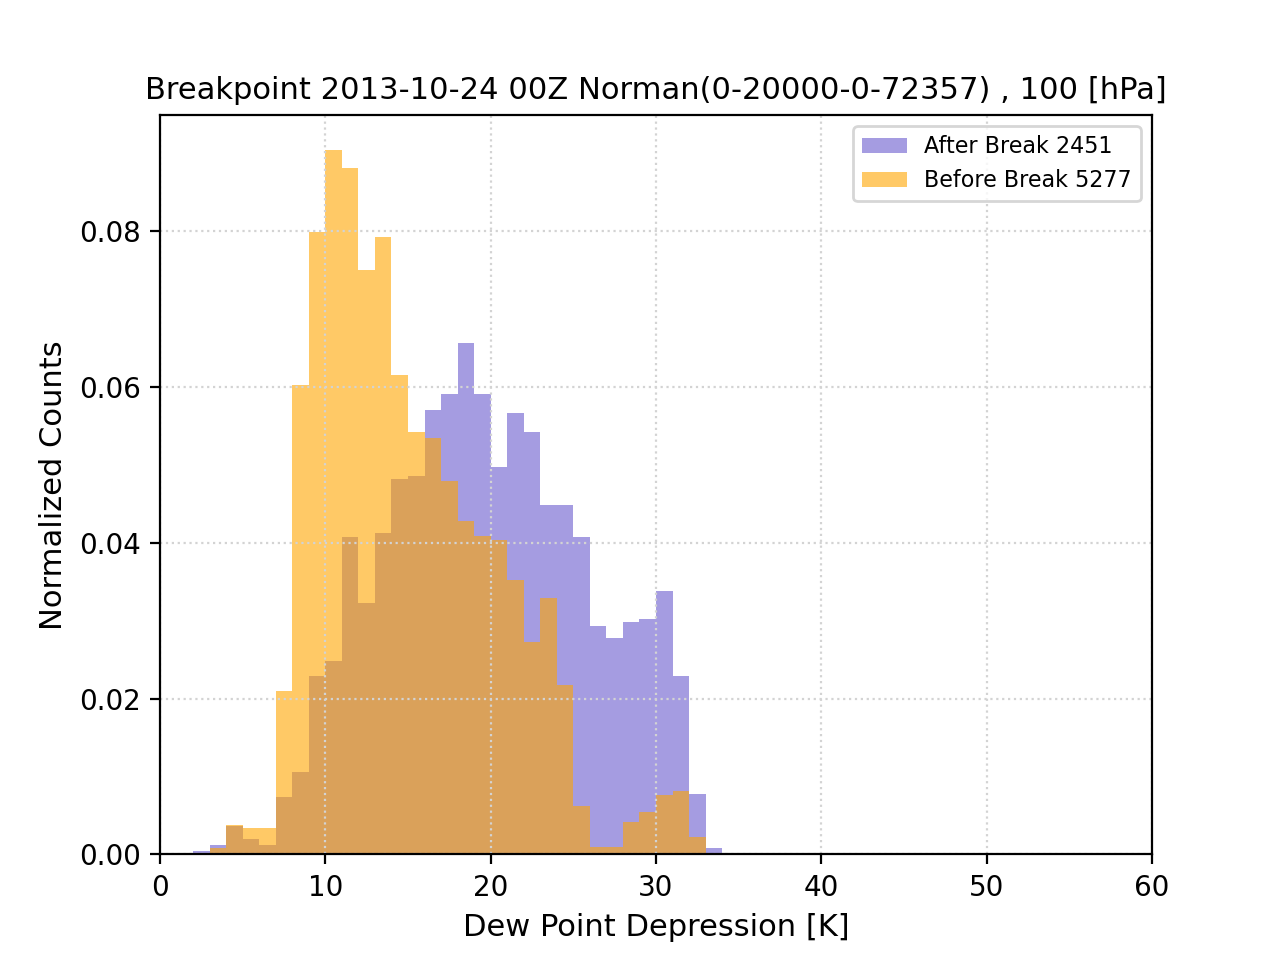 Breakpoint 2013-10-24 00Z Norman(0-20000-0-72357) , 100 [hPa]
After Break 2451
Before Break 5277
0.08
0.06
0.04
0.02
0.00
Normalized Counts
0 10 20 30 40 50 60
Dew Point Depression [K]